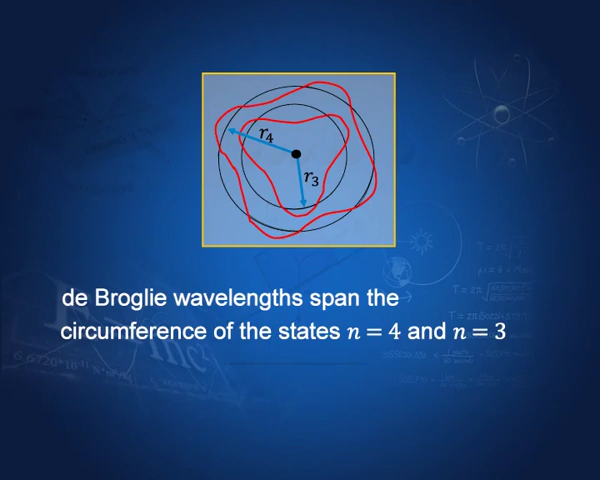 r₄
r₃
de Broglie wavelengths span the
circumference of the states n = 4 and n = 3